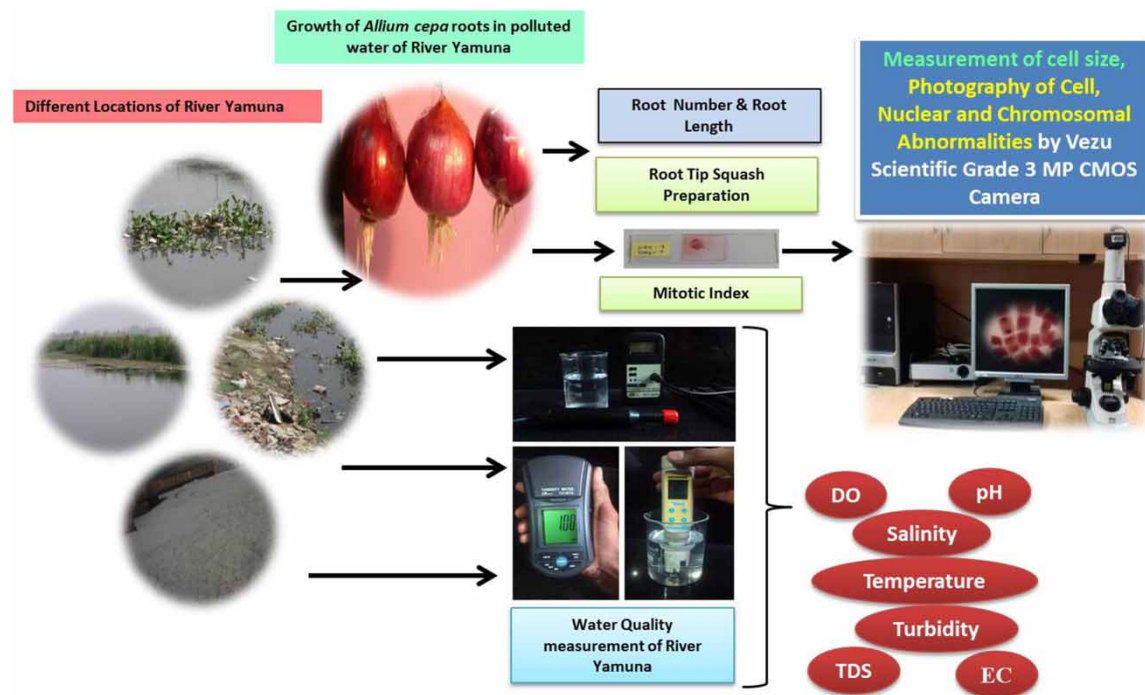 Growth of Allium cepa roots in polluted
water of River Yamuna
Different Locations of River Yamuna
Root Number & Root
Length
Root Tip Squash
Preparation
Mitotic Index
Measurement of cell size,
Photography of Cell,
Nuclear and Chromosomal
Abnormalities by Vezu
Scientific Grade 3 MP CMOS
Camera
TURBIDITY METER
100
Water Quality
measurement of River
Yamuna
DO
pH
Salinity
Temperature
Turbidity
TDS
EC